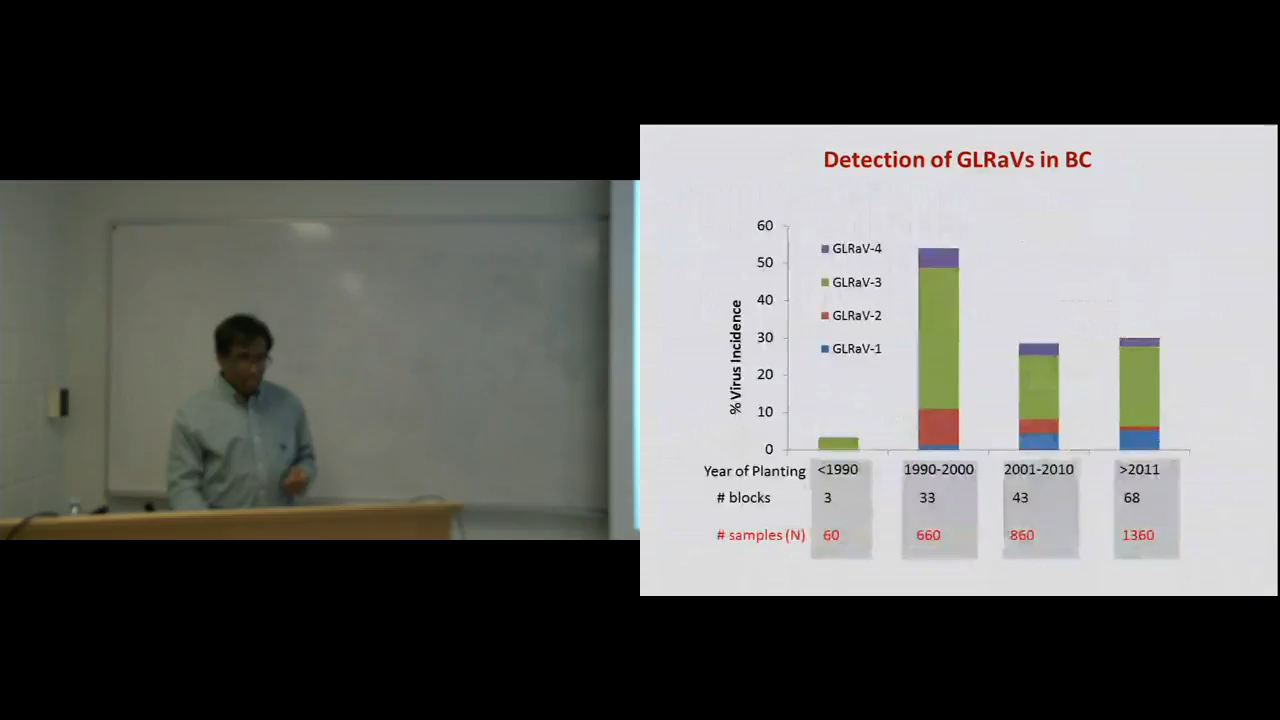 Detection of GLRaVs in BC
60
50
40
30
20
10
0
% Virus Incidence
GLRaV-4
GLRaV-3
GLRaV-2
GLRaV-1
Year of Planting <1990 1990-2000 2001-2010 >2011
# blocks 3 33 43 68
# samples (N) 60 660 860 1360